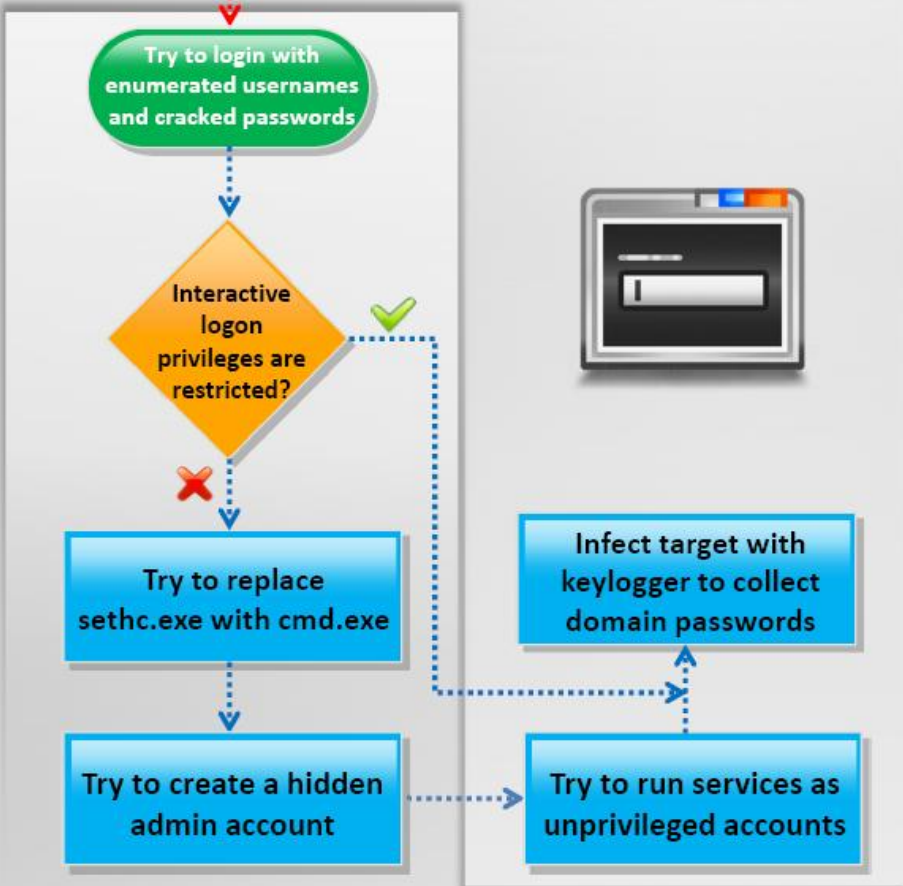 Try to login with
enumerated usernames
and cracked passwords
Interactive
logon
privileges are
restricted?
Try to replace
sethc.exe with cmd.exe
Try to create a hidden
admin account
Infect target with
keylogger to collect
domain passwords
Try to run services as
unprivileged accounts